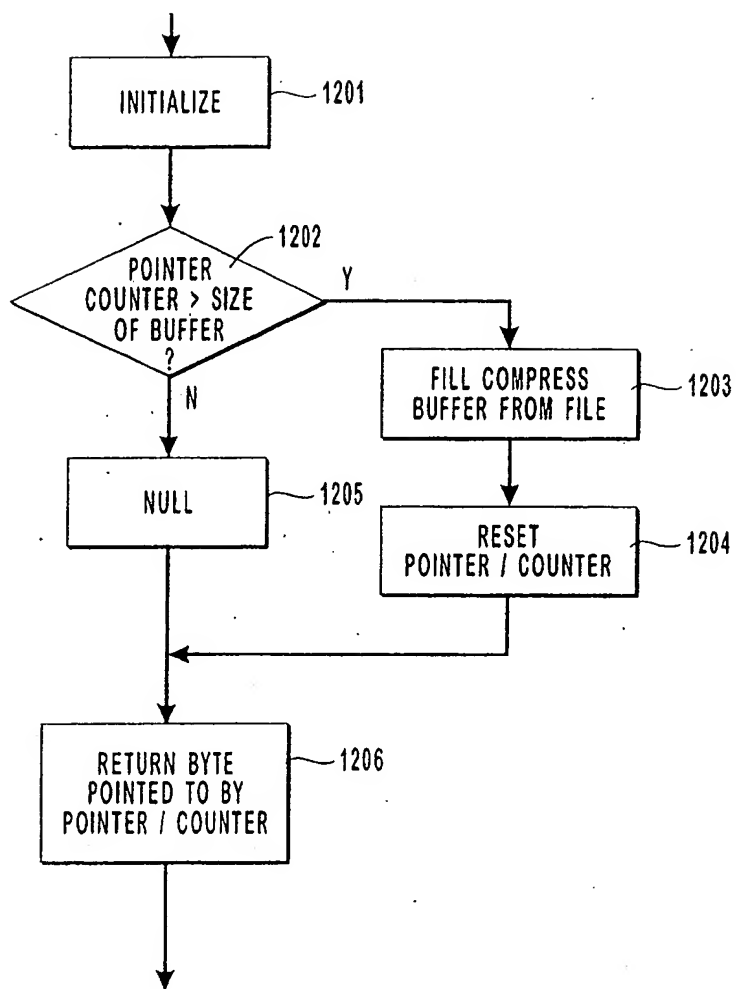 INITIALIZE
1201
1202
POINTER
COUNTER > SIZE
OF BUFFER
?
Y
N
FILL COMPRESS
BUFFER FROM FILE
1203
NULL
1205
RESET
POINTER / COUNTER
1204
RETURN BYTE
POINTED TO BY
POINTER / COUNTER
1206